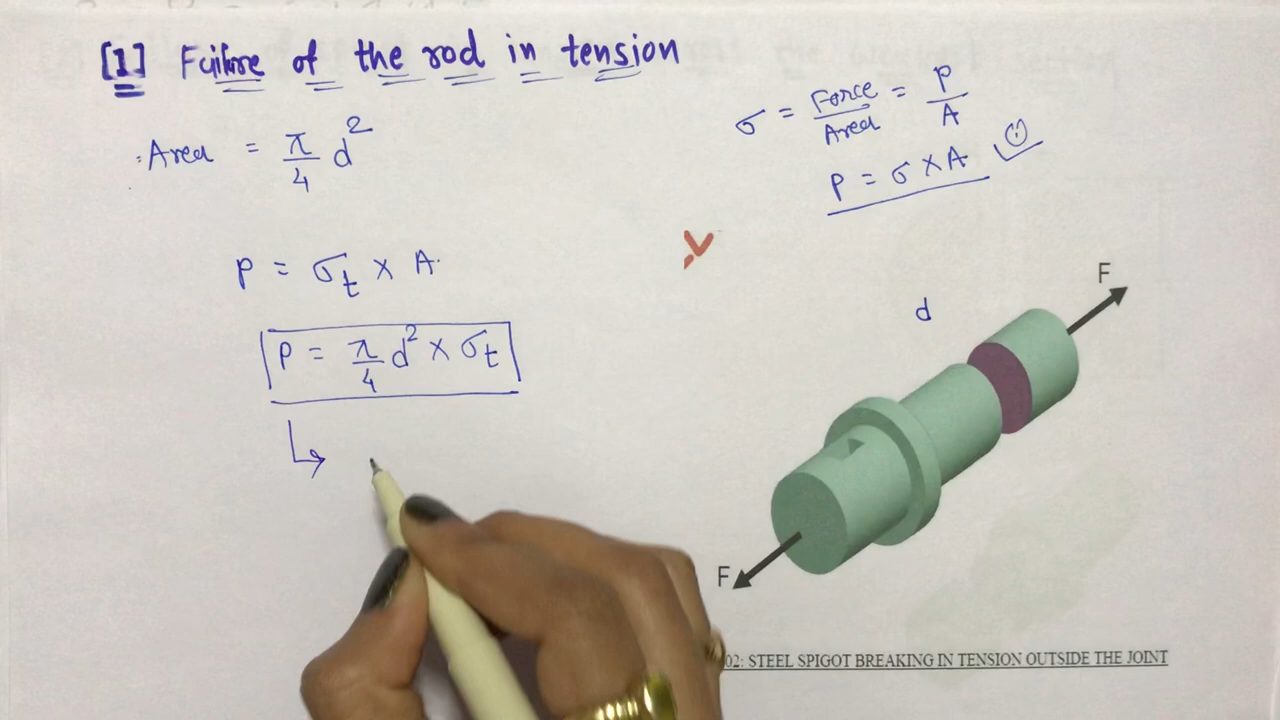 [1] Failure of the rod in tension
Area = π/4 d²
σ = Force/Area = P/A
P = σ × A ①
P = σt × A.
P = π/4 d² × σt
d
F
F
02: STEEL SPIGOT BREAKING IN TENSION OUTSIDE THE JOINT